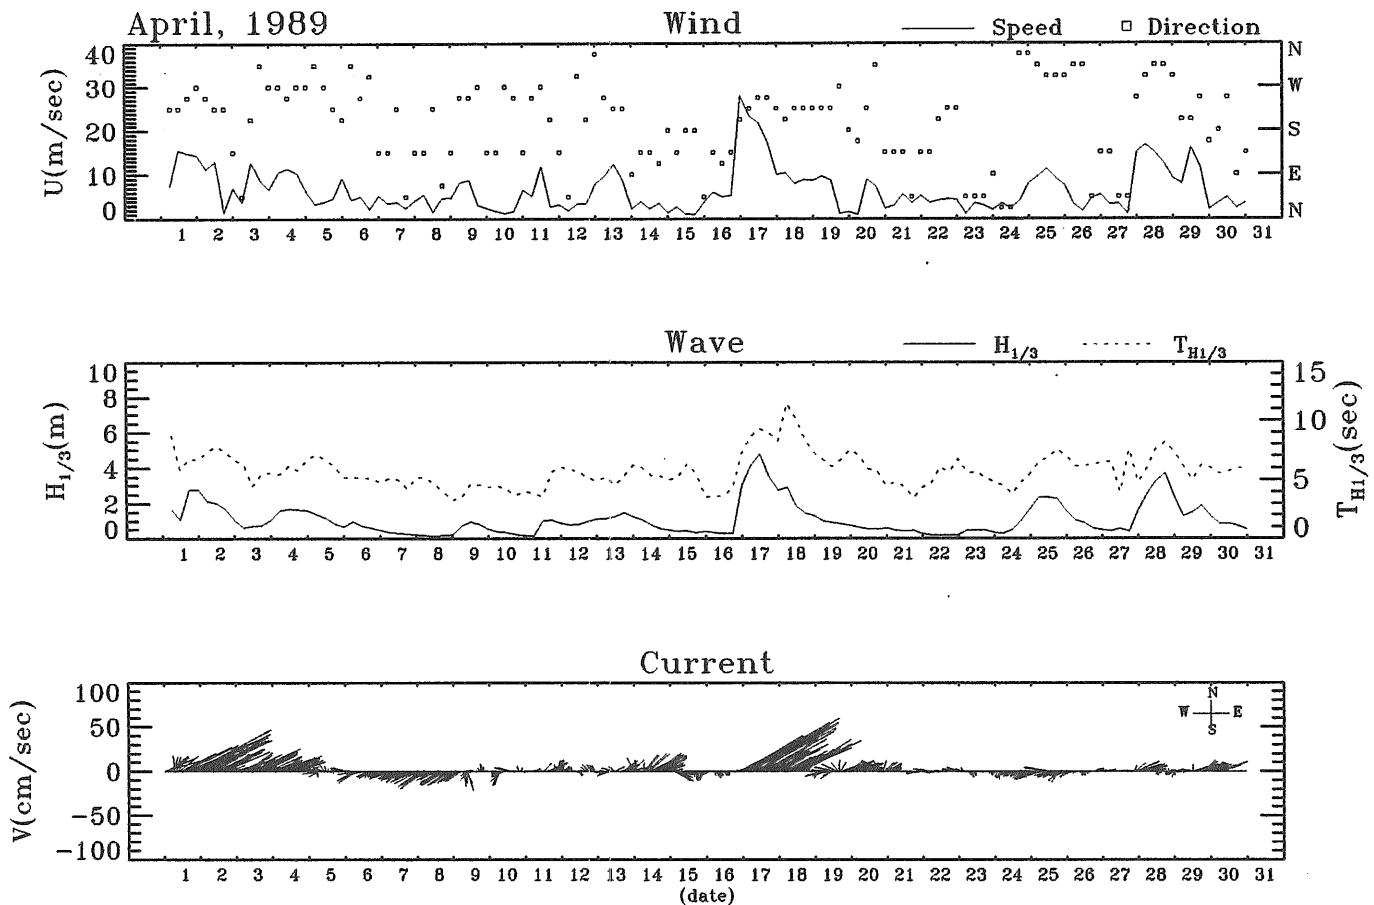 April, 1989 Wind Speed Direction
U(m/sec)
40 N
30 W
20 S
10 E
0 N
1 2 3 4 5 6 7 8 9 10 11 12 13 14 15 16 17 18 19 20 21 22 23 24 25 26 27 28 29 30 31
Wave H1/3 TH1/3
H1/3(m)
TH1/3(sec)
10 15
8
6 10
4 5
2
0 0
1 2 3 4 5 6 7 8 9 10 11 12 13 14 15 16 17 18 19 20 21 22 23 24 25 26 27 28 29 30 31
Current
V(cm/sec)
100
50
0
-50
-100
N
W E
S
1 2 3 4 5 6 7 8 9 10 11 12 13 14 15 16 17 18 19 20 21 22 23 24 25 26 27 28 29 30 31
(date)